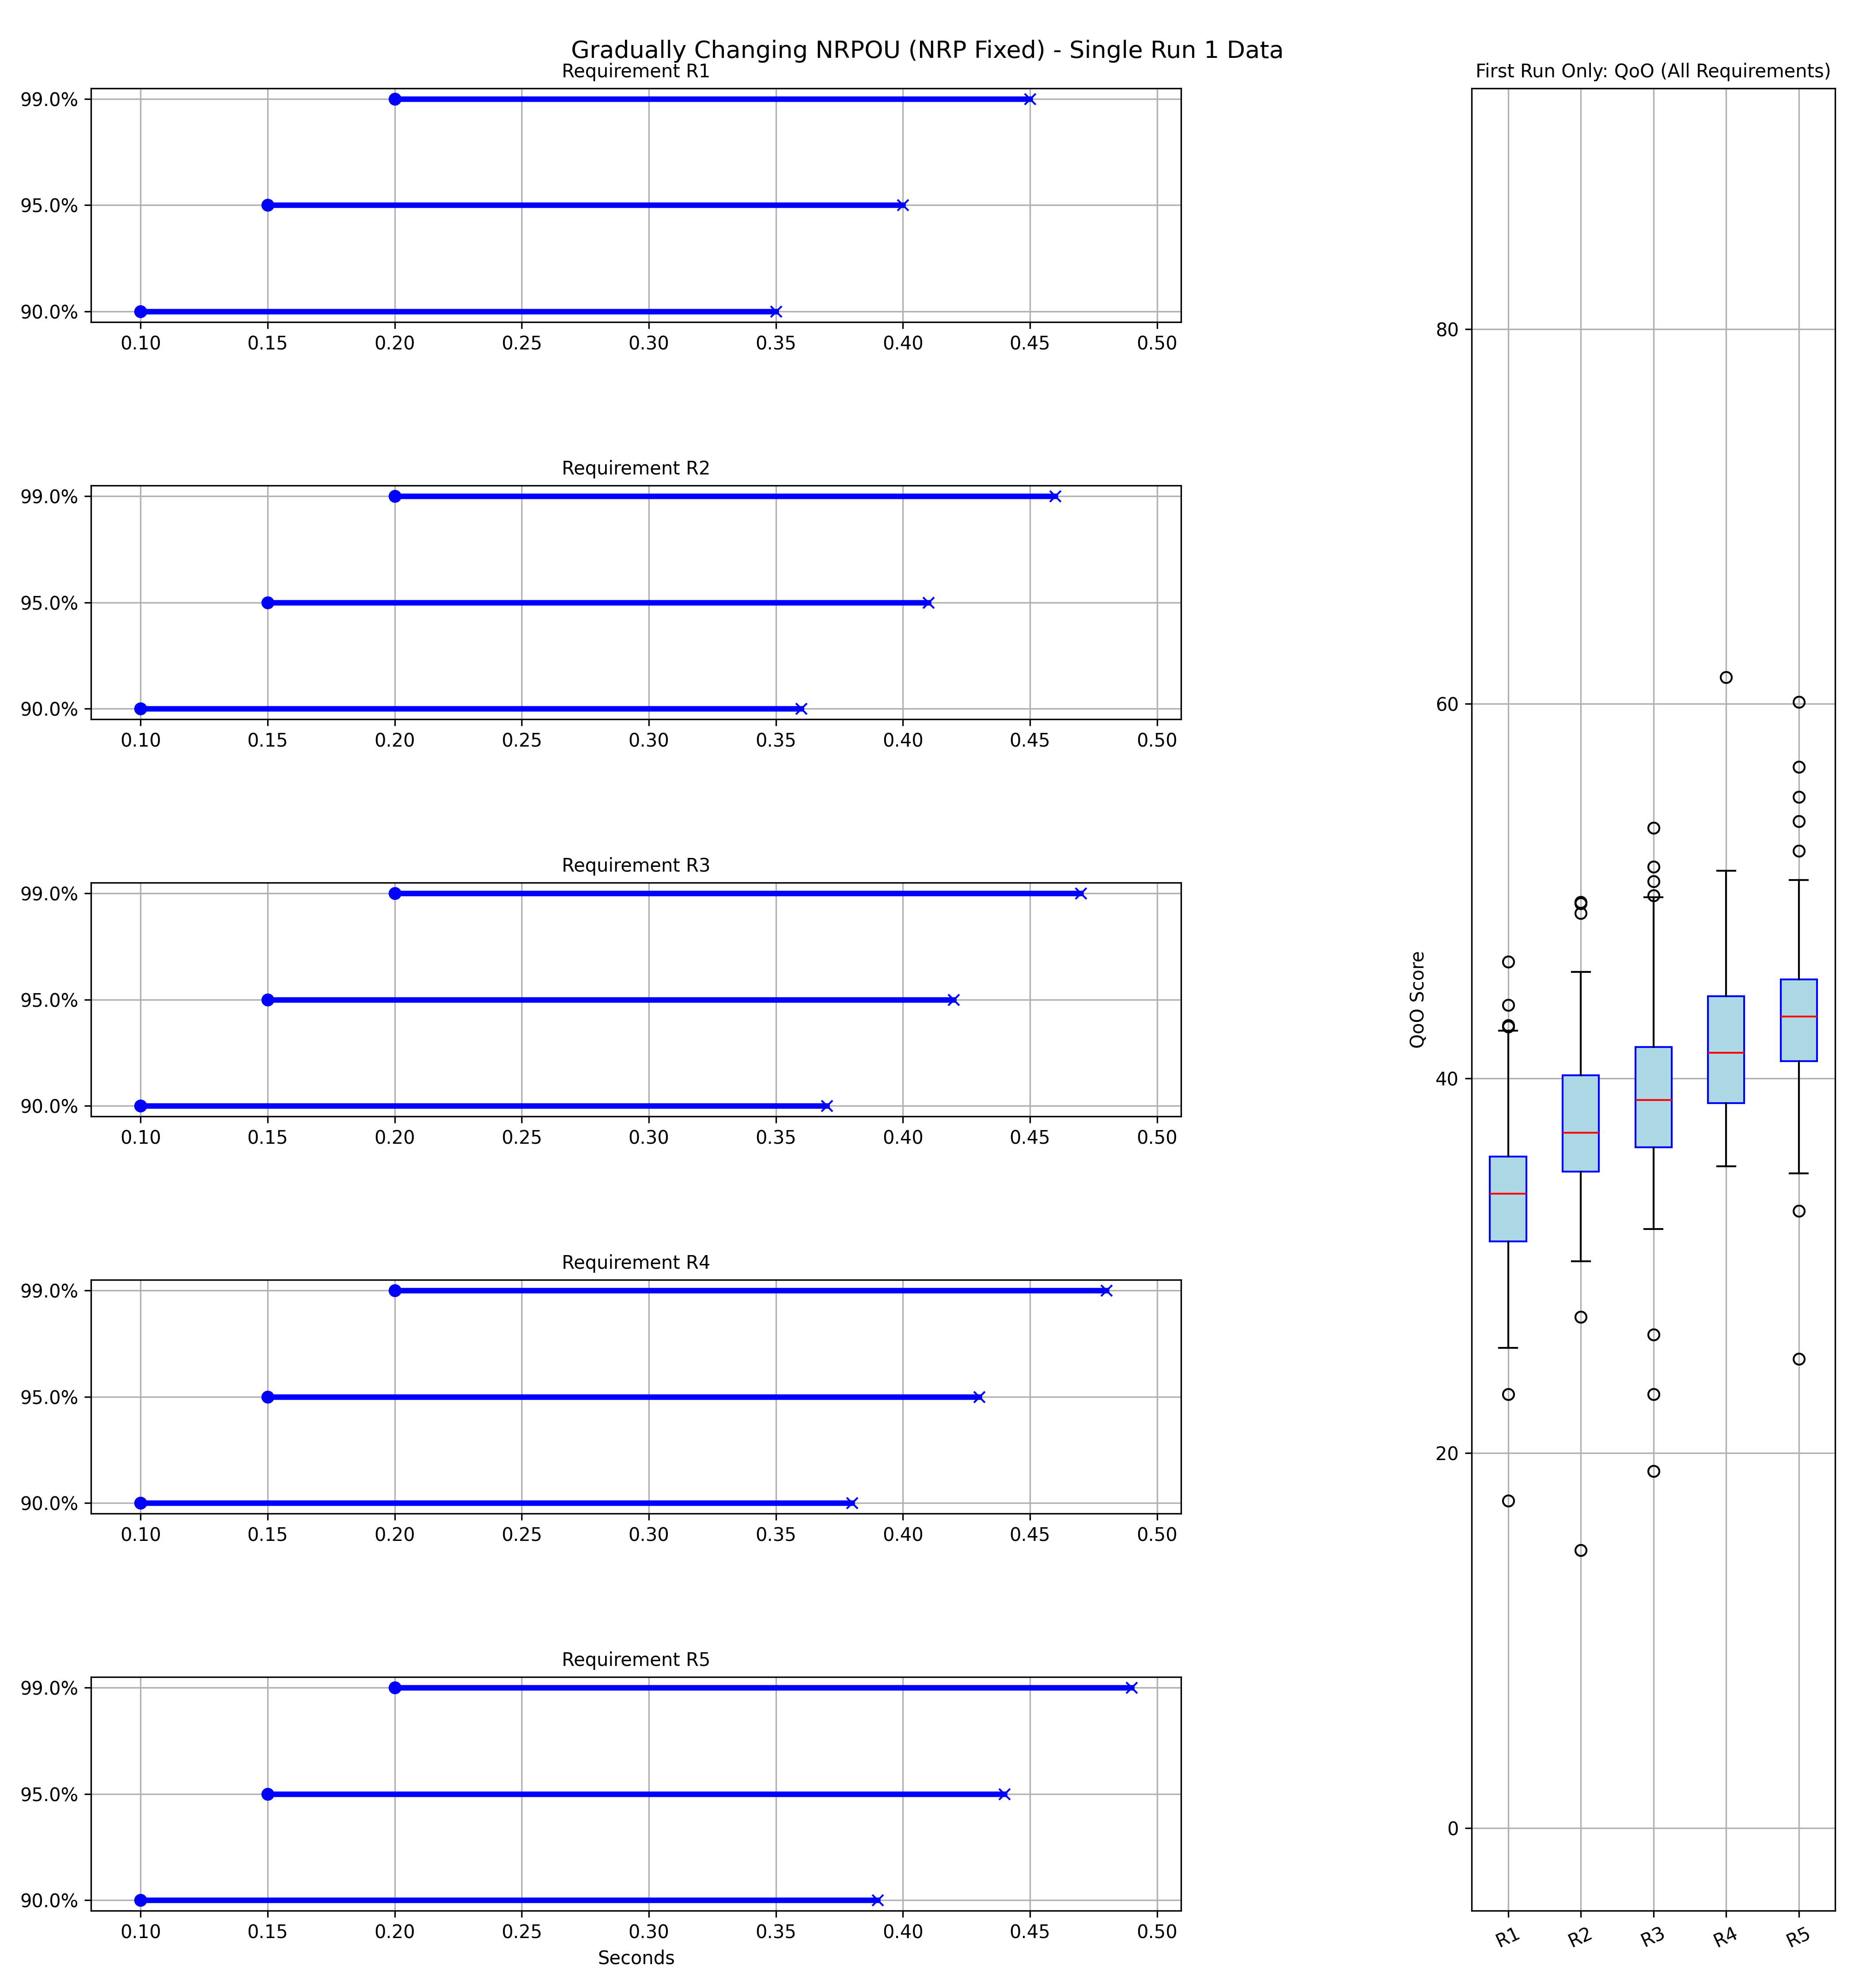 Gradually Changing NRPOU (NRP Fixed) - Single Run 1 Data
Requirement R1
99.0%
95.0%
90.0%
0.10 0.15 0.20 0.25 0.30 0.35 0.40 0.45 0.50
Requirement R2
99.0%
95.0%
90.0%
0.10 0.15 0.20 0.25 0.30 0.35 0.40 0.45 0.50
Requirement R3
99.0%
95.0%
90.0%
0.10 0.15 0.20 0.25 0.30 0.35 0.40 0.45 0.50
Requirement R4
99.0%
95.0%
90.0%
0.10 0.15 0.20 0.25 0.30 0.35 0.40 0.45 0.50
Requirement R5
99.0%
95.0%
90.0%
0.10 0.15 0.20 0.25 0.30 0.35 0.40 0.45 0.50
Seconds
First Run Only: QoO (All Requirements)
QoO Score
80
60
40
20
0
R1 R2 R3 R4 R5